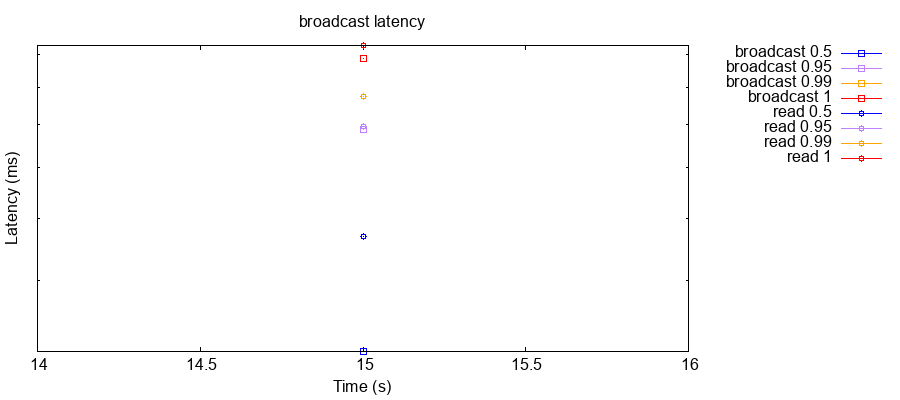 broadcast latency
Latency (ms)
broadcast 0.5
broadcast 0.95
broadcast 0.99
broadcast 1
read 0.5
read 0.95
read 0.99
read 1
14
14.5
15
15.5
16
Time (s)